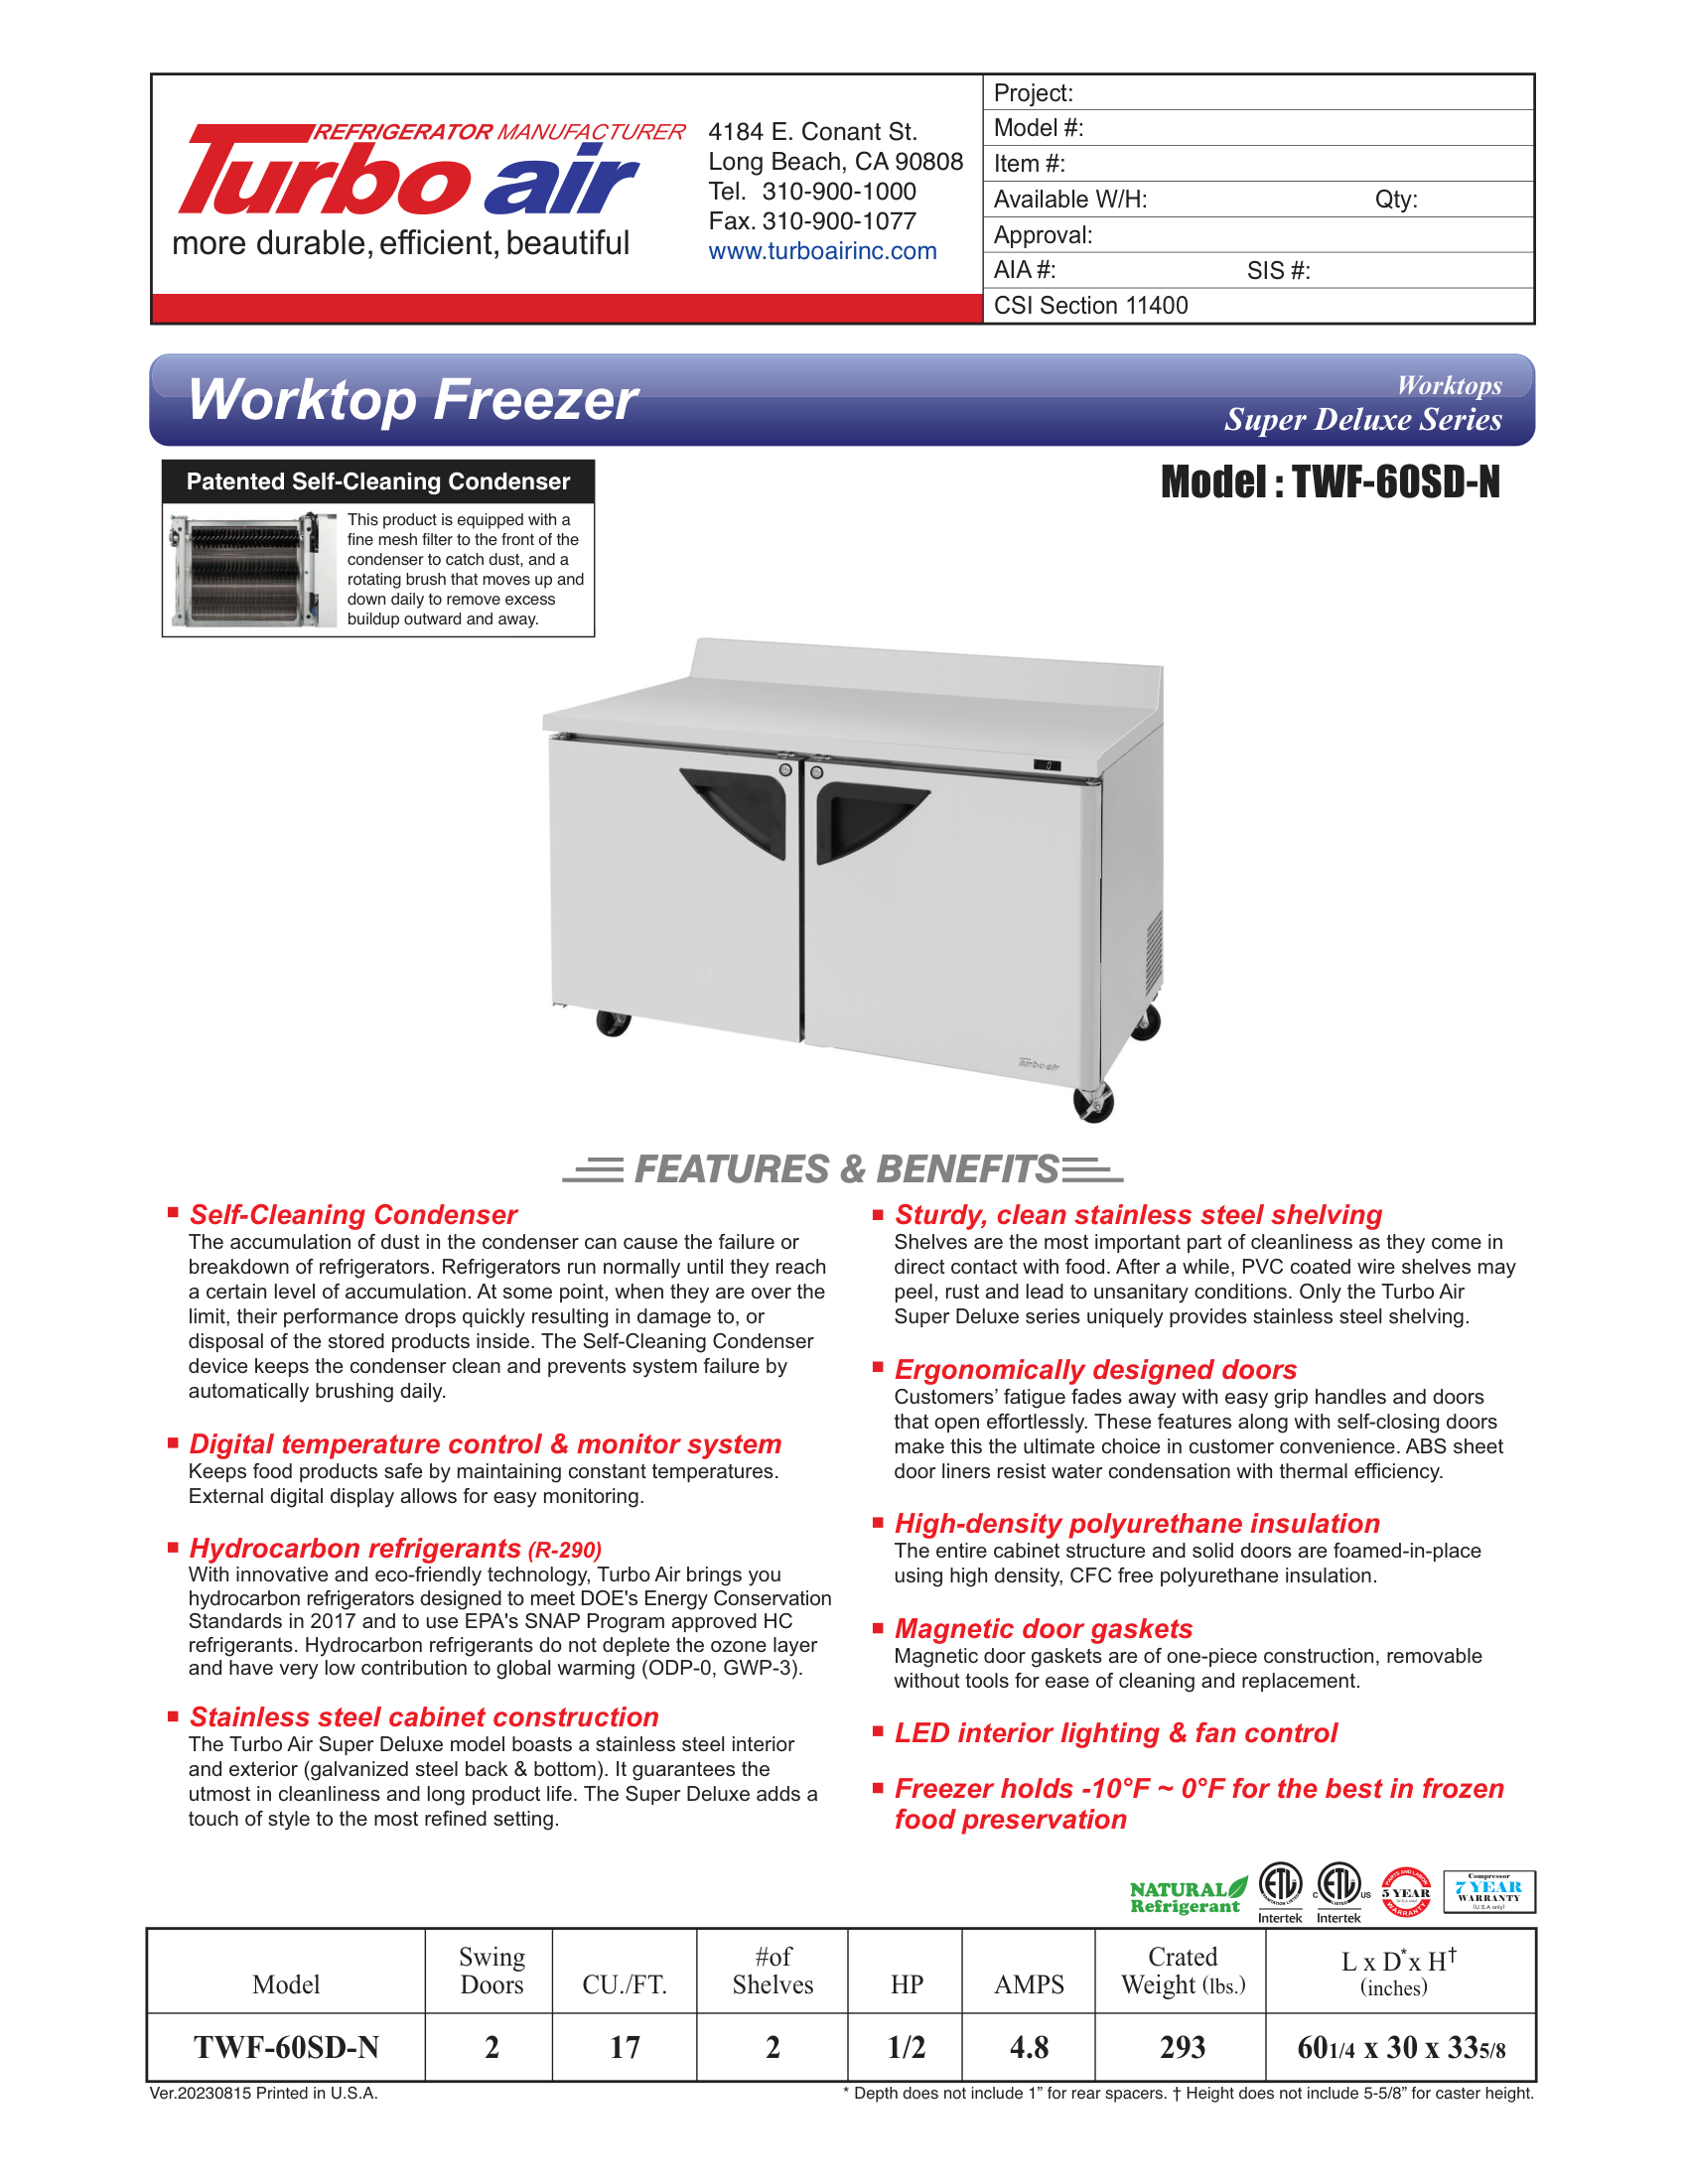 REFRIGERATOR MANUFACTURER
Turbo air
more durable, efficient, beautiful
4184 E. Conant St.
Long Beach, CA 90808
Tel. 310-900-1000
Fax. 310-900-1077
www.turboairinc.com
Project:
Model #:
Item #:
Available W/H: Qty:
Approval:
AIA #: SIS #:
CSI Section 11400
Worktop Freezer
Worktops
Super Deluxe Series
Patented Self-Cleaning Condenser
This product is equipped with a
fine mesh filter to the front of the
condenser to catch dust, and a
rotating brush that moves up and
down daily to remove excess
buildup outward and away.
Model : TWF-60SD-N
Turbo air
FEATURES & BENEFITS
Self-Cleaning Condenser
The accumulation of dust in the condenser can cause the failure or
breakdown of refrigerators. Refrigerators run normally until they reach
a certain level of accumulation. At some point, when they are over the
limit, their performance drops quickly resulting in damage to, or
disposal of the stored products inside. The Self-Cleaning Condenser
device keeps the condenser clean and prevents system failure by
automatically brushing daily.
Digital temperature control & monitor system
Keeps food products safe by maintaining constant temperatures.
External digital display allows for easy monitoring.
Hydrocarbon refrigerants (R-290)
With innovative and eco-friendly technology, Turbo Air brings you
hydrocarbon refrigerators designed to meet DOE's Energy Conservation
Standards in 2017 and to use EPA's SNAP Program approved HC
refrigerants. Hydrocarbon refrigerants do not deplete the ozone layer
and have very low contribution to global warming (ODP-0, GWP-3).
Stainless steel cabinet construction
The Turbo Air Super Deluxe model boasts a stainless steel interior
and exterior (galvanized steel back & bottom). It guarantees the
utmost in cleanliness and long product life. The Super Deluxe adds a
touch of style to the most refined setting.
Sturdy, clean stainless steel shelving
Shelves are the most important part of cleanliness as they come in
direct contact with food. After a while, PVC coated wire shelves may
peel, rust and lead to unsanitary conditions. Only the Turbo Air
Super Deluxe series uniquely provides stainless steel shelving.
Ergonomically designed doors
Customers’ fatigue fades away with easy grip handles and doors
that open effortlessly. These features along with self-closing doors
make this the ultimate choice in customer convenience. ABS sheet
door liners resist water condensation with thermal efficiency.
High-density polyurethane insulation
The entire cabinet structure and solid doors are foamed-in-place
using high density, CFC free polyurethane insulation.
Magnetic door gaskets
Magnetic door gaskets are of one-piece construction, removable
without tools for ease of cleaning and replacement.
LED interior lighting & fan control
Freezer holds -10°F ~ 0°F for the best in frozen
food preservation
NATURAL
Refrigerant
ETL
SANITATION LISTED
Intertek
C ETL US
LISTED
Intertek
PARTS AND LABOR
5 YEAR
(U.S.A only)
WARRANTY
Compressor
7 YEAR
WARRANTY
(U.S.A only)
Model Swing Doors CU./FT. #of Shelves HP AMPS Crated Weight (lbs.) L x D* x H† (inches)
TWF-60SD-N 2 17 2 1/2 4.8 293 601/4 x 30 x 335/8
Ver.20230815 Printed in U.S.A.
* Depth does not include 1” for rear spacers. † Height does not include 5-5/8” for caster height.